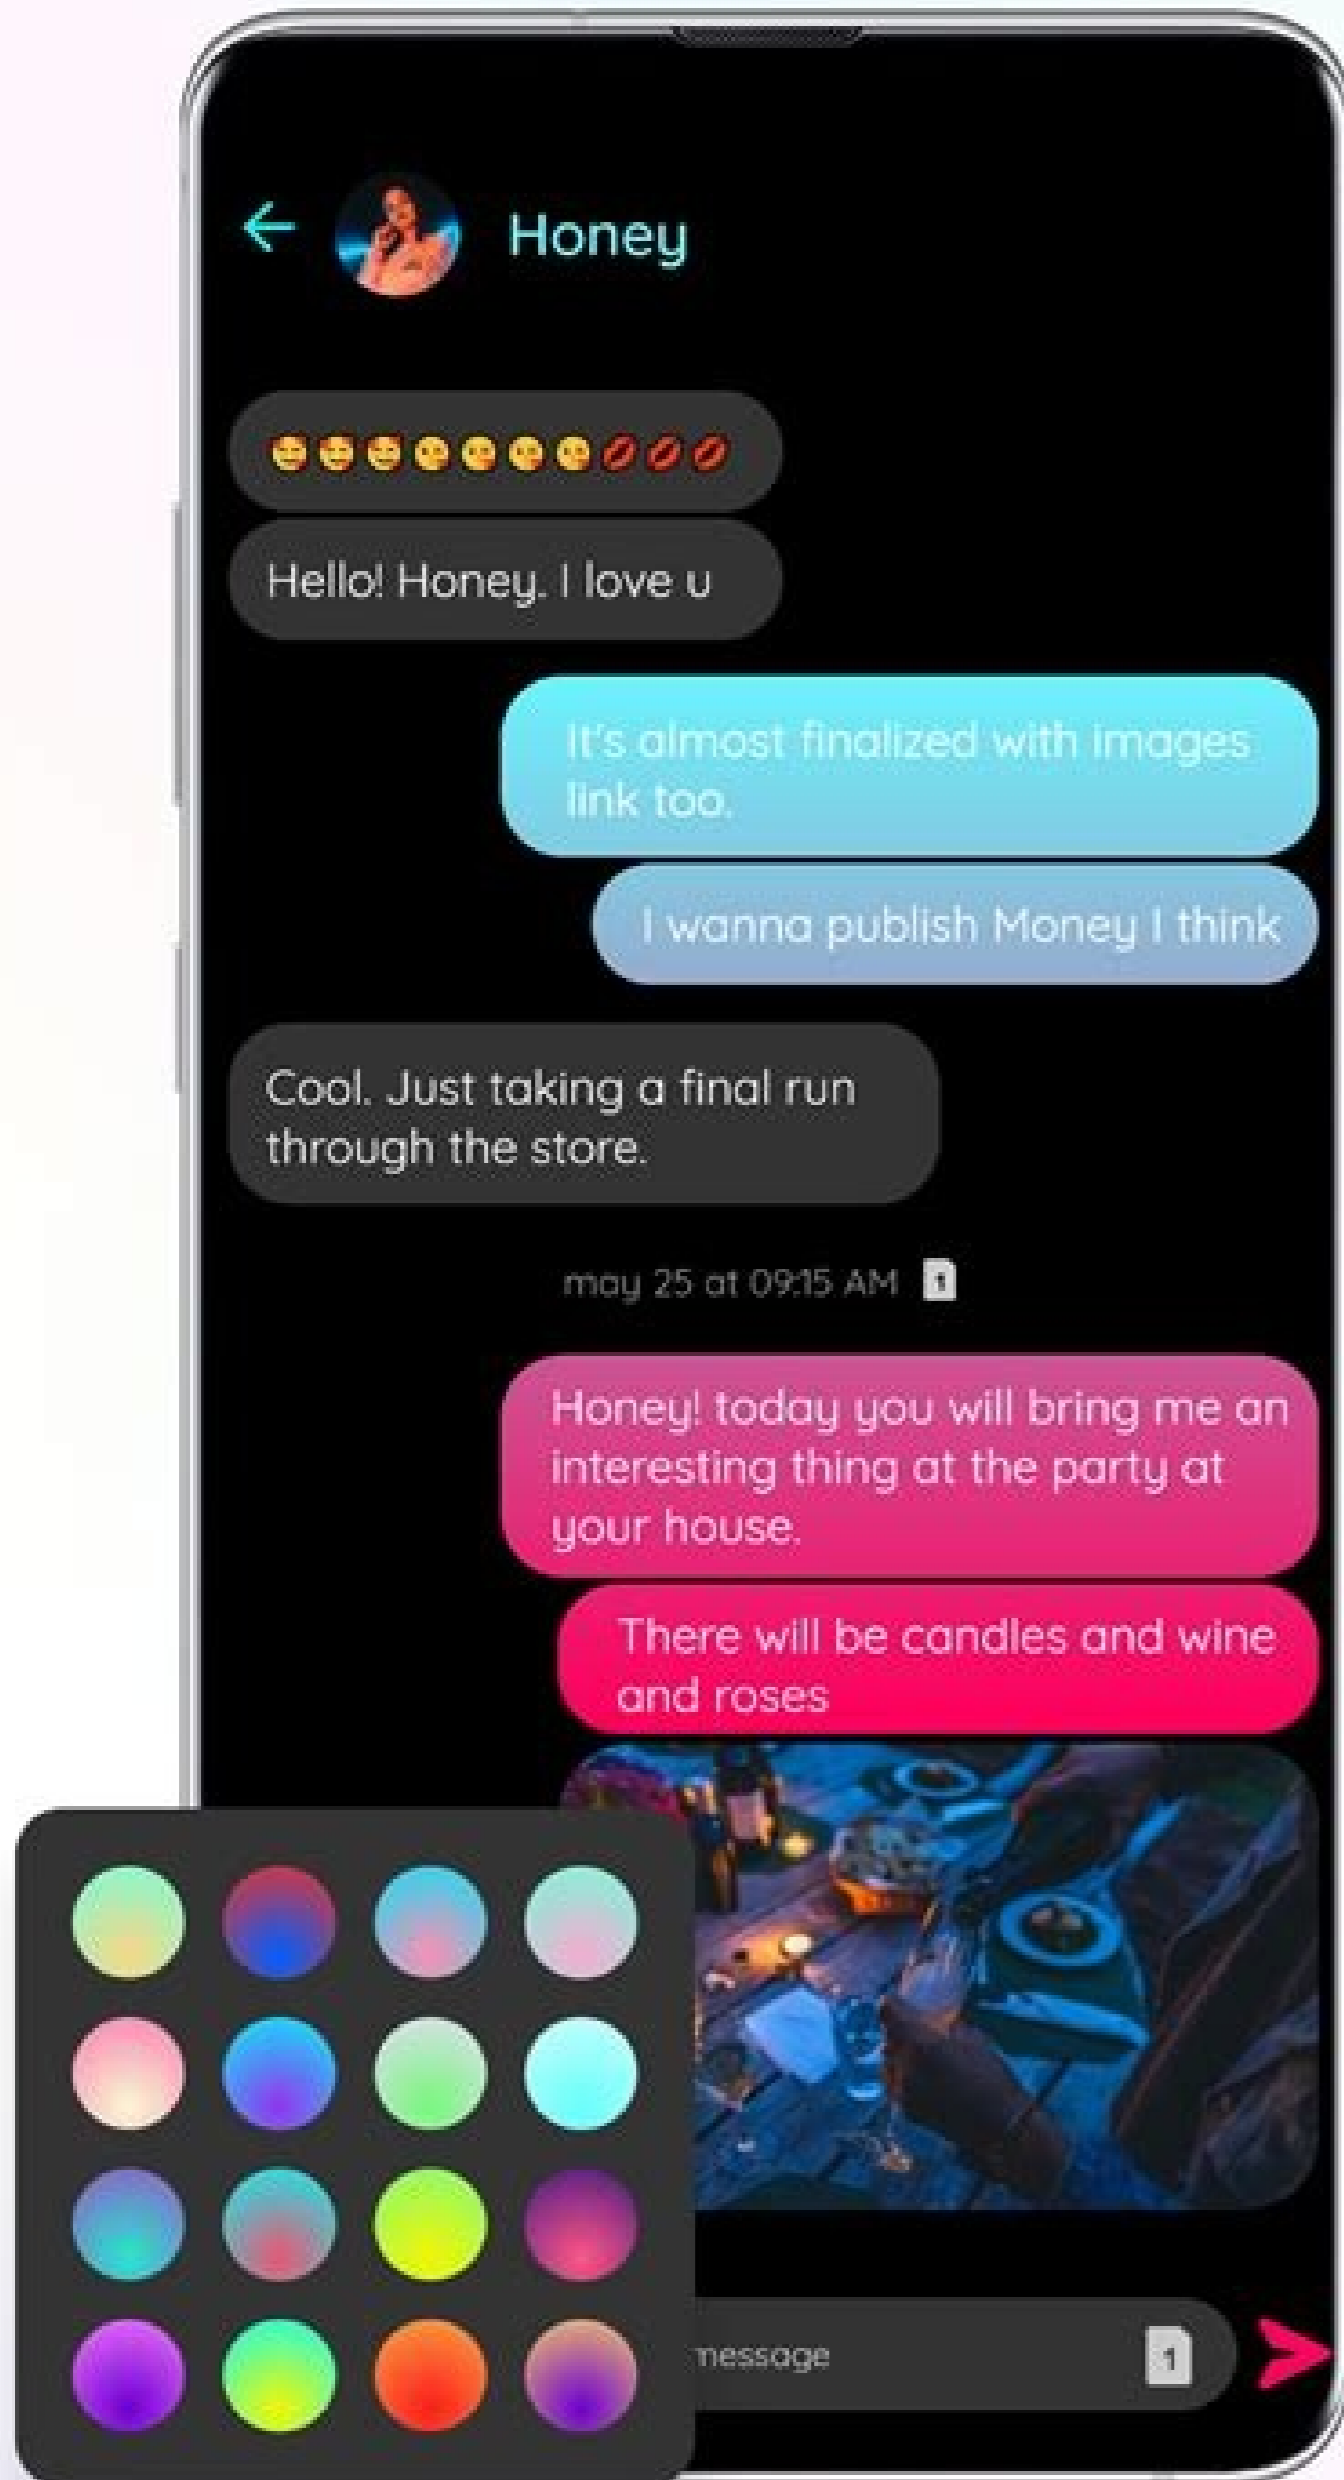 Honey
🥰🥰🥰😘😘😘😘💋💋💋
Hello! Honey. I love u
It's almost finalized with images
link too.
I wanna publish Money I think
Cool. Just taking a final run
through the store.
may 25 at 09:15 AM 1
Honey! today you will bring me an
interesting thing at the party at
your house.
There will be candles and wine
and roses
message 1